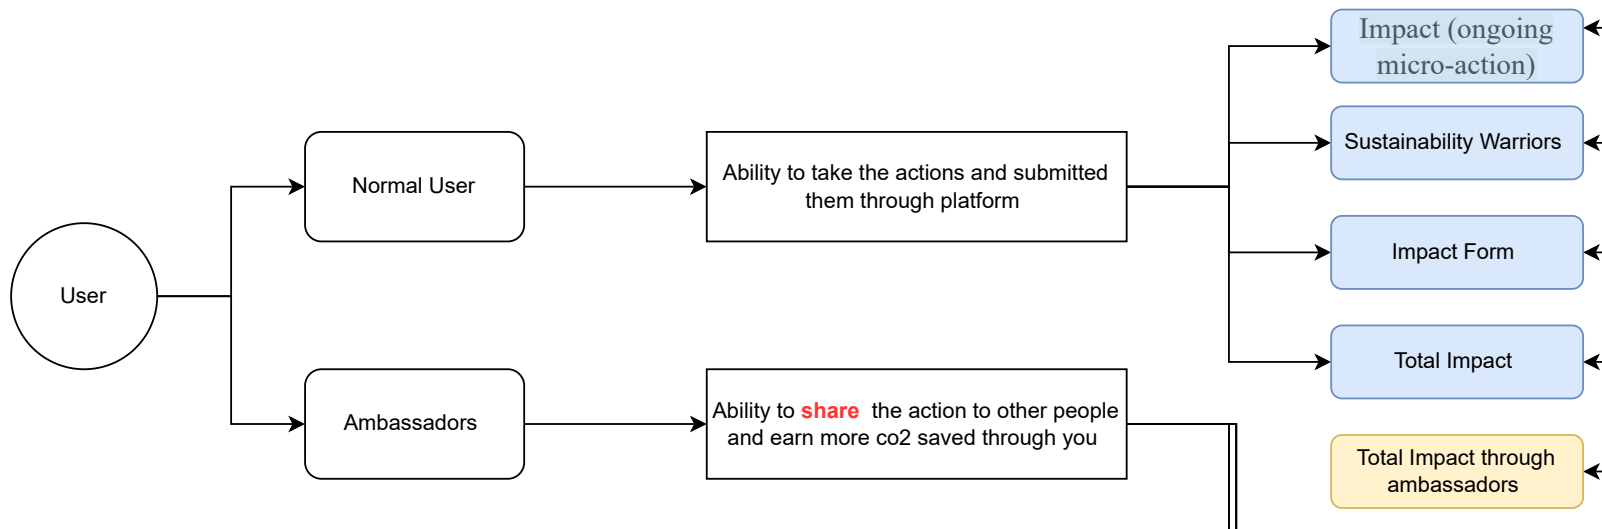 Impact (ongoing
micro-action)
Sustainability Warriors
Normal User
Ability to take the actions and submitted
them through platform
Impact Form
User
Total Impact
Ambassadors
Ability to share the action to other people
and earn more co2 saved through you
Total Impact through
ambassadors